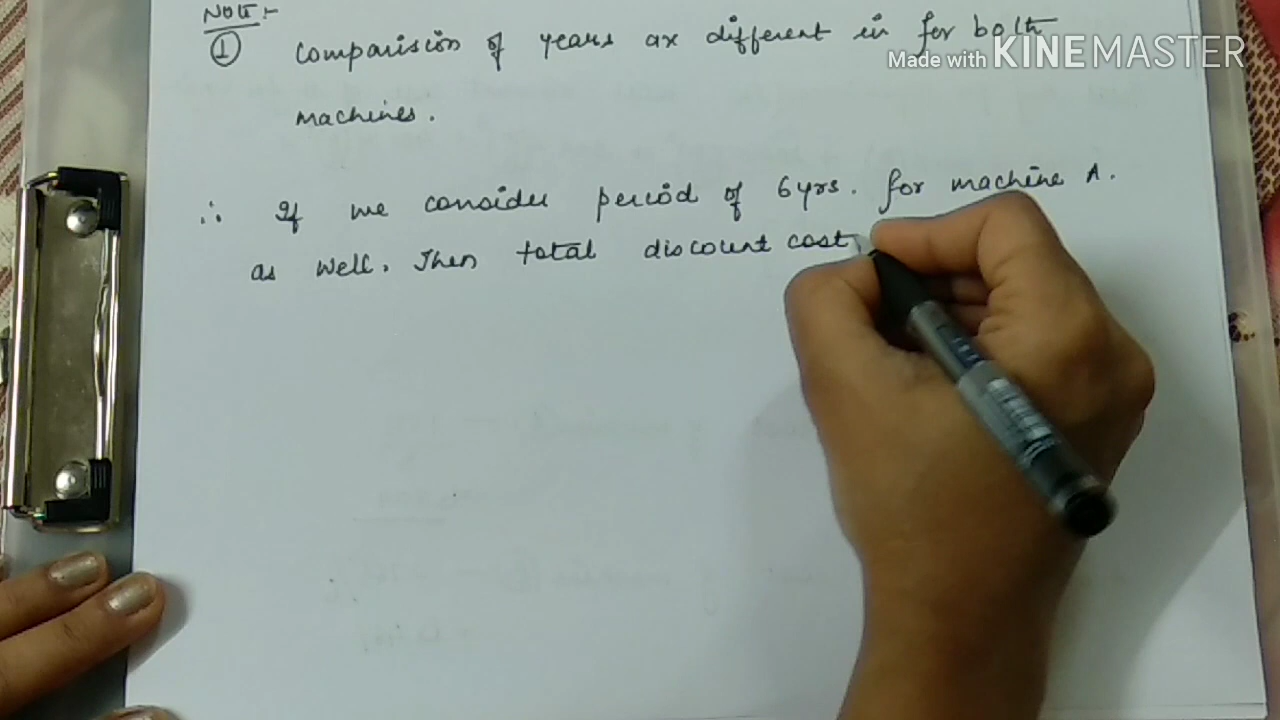 NOTE:-
① Comparision of years are different in for both
Made with KINEMASTER
machines.
∴ If we consider period of 6yrs. for machine A.
as well. Then total discount cost